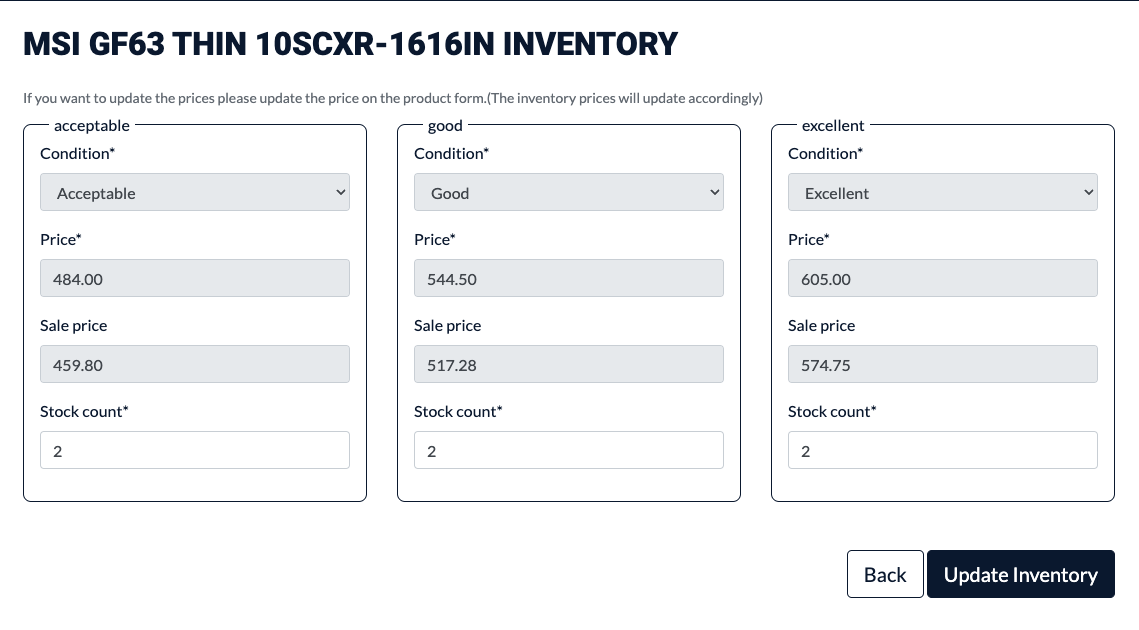 MSI GF63 THIN 10SCXR-1616IN INVENTORY
If you want to update the prices please update the price on the product form.(The inventory prices will update accordingly)
acceptable
Condition*
Acceptable
Price*
484.00
Sale price
459.80
Stock count*
2
good
Condition*
Good
Price*
544.50
Sale price
517.28
Stock count*
2
excellent
Condition*
Excellent
Price*
605.00
Sale price
574.75
Stock count*
2
Back
Update Inventory